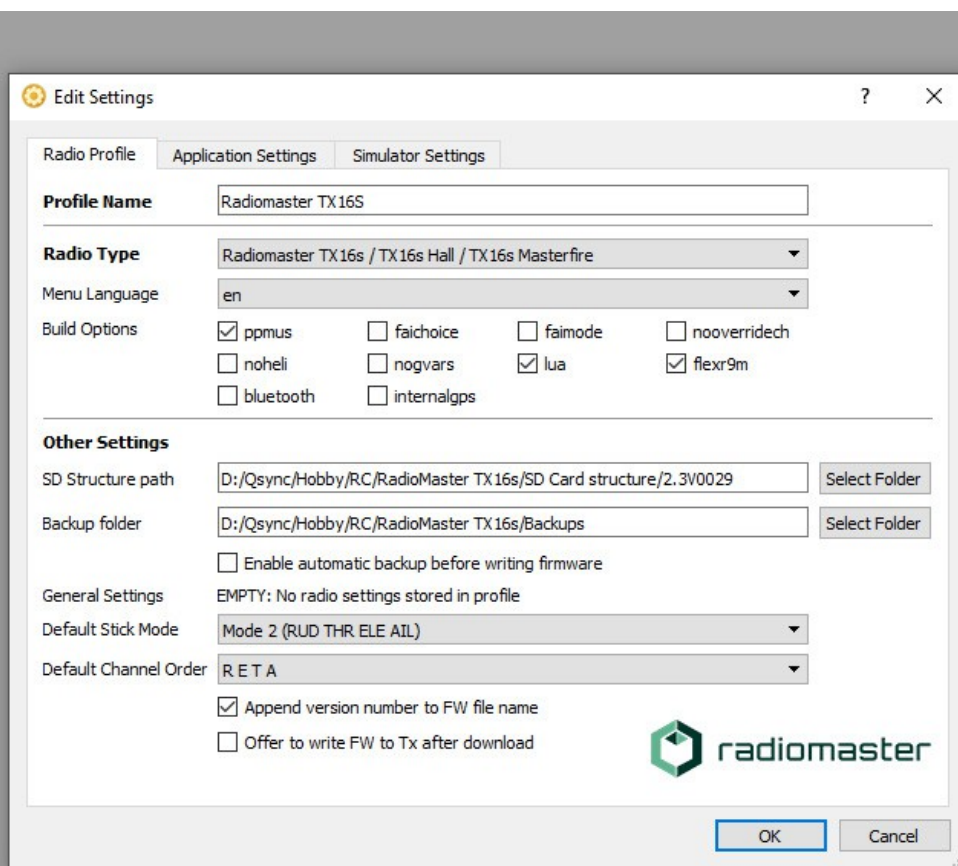 Edit Settings ?
Radio Profile Application Settings Simulator Settings
Profile Name Radiomaster TX16S
Radio Type Radiomaster TX16s / TX16s Hall / TX16s Masterfire
Menu Language en
Build Options ppmus faichoice faimode nooverridech
noheli nogvars lua flexr9m
bluetooth internalgps
Other Settings
SD Structure path D:/Qsync/Hobby/RC/RadioMaster TX16s/SD Card structure/2.3V0029 Select Folder
Backup folder D:/Qsync/Hobby/RC/RadioMaster TX16s/Backups Select Folder
Enable automatic backup before writing firmware
General Settings EMPTY: No radio settings stored in profile
Default Stick Mode Mode 2 (RUD THR ELE AIL)
Default Channel Order R E T A
Append version number to FW file name
Offer to write FW to Tx after download
radiomaster
OK Cancel